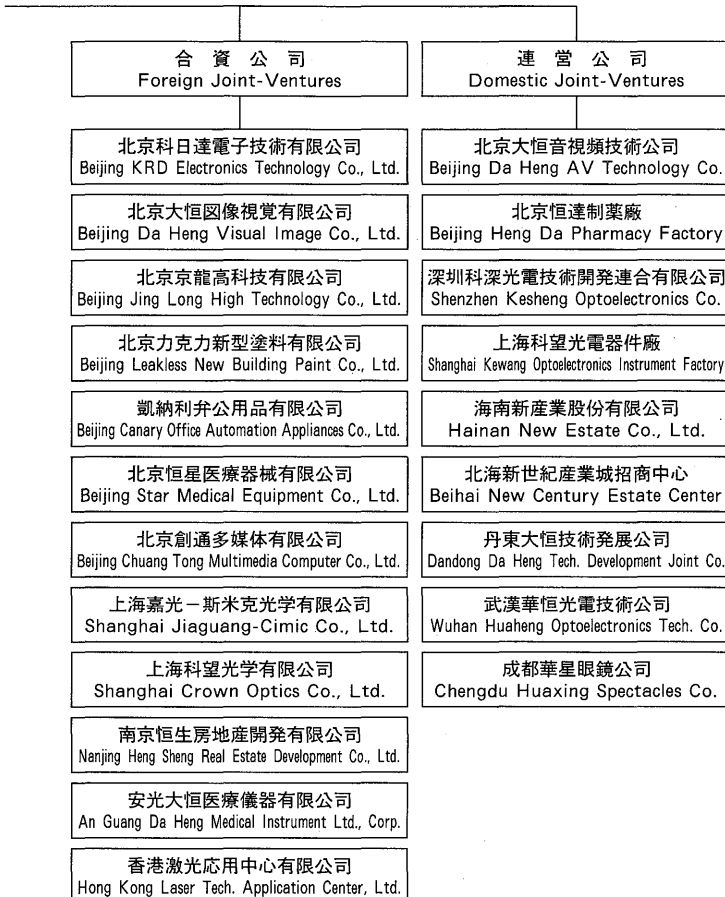 合資公司
Foreign Joint-Ventures
北京科日達電子技術有限公司
Beijing KRD Electronics Technology Co., Ltd.
北京大恒図像視覚有限公司
Beijing Da Heng Visual Image Co., Ltd.
北京京龍高科技有限公司
Beijing Jing Long High Technology Co., Ltd.
北京力克力新型塗料有限公司
Beijing Leakless New Building Paint Co., Ltd.
凱納利弁公用品有限公司
Beijing Canary Office Automation Appliances Co., Ltd.
北京恒星医療器械有限公司
Beijing Star Medical Equipment Co., Ltd.
北京創通多媒体有限公司
Beijing Chuang Tong Multimedia Computer Co., Ltd.
上海嘉光－斯米克光学有限公司
Shanghai Jiaguang-Cimic Co., Ltd.
上海科望光学有限公司
Shanghai Crown Optics Co., Ltd.
南京恒生房地産開発有限公司
Nanjing Heng Sheng Real Estate Development Co., Ltd.
安光大恒医療儀器有限公司
An Guang Da Heng Medical Instrument Ltd., Corp.
香港激光応用中心有限公司
Hong Kong Laser Tech. Application Center, Ltd.
連営公司
Domestic Joint-Ventures
北京大恒音視頻技術公司
Beijing Da Heng AV Technology Co.
北京恒達制薬廠
Beijing Heng Da Pharmacy Factory
深圳科深光電技術開発連合有限公司
Shenzhen Kesheng Optoelectronics Co.
上海科望光電器件廠
Shanghai Kewang Optoelectronics Instrument Factory
海南新産業股份有限公司
Hainan New Estate Co., Ltd.
北海新世紀産業城招商中心
Beihai New Century Estate Center
丹東大恒技術発展公司
Dandong Da Heng Tech. Development Joint Co.
武漢華恒光電技術公司
Wuhan Huaheng Optoelectronics Tech. Co.
成都華星眼鏡公司
Chengdu Huaxing Spectacles Co.